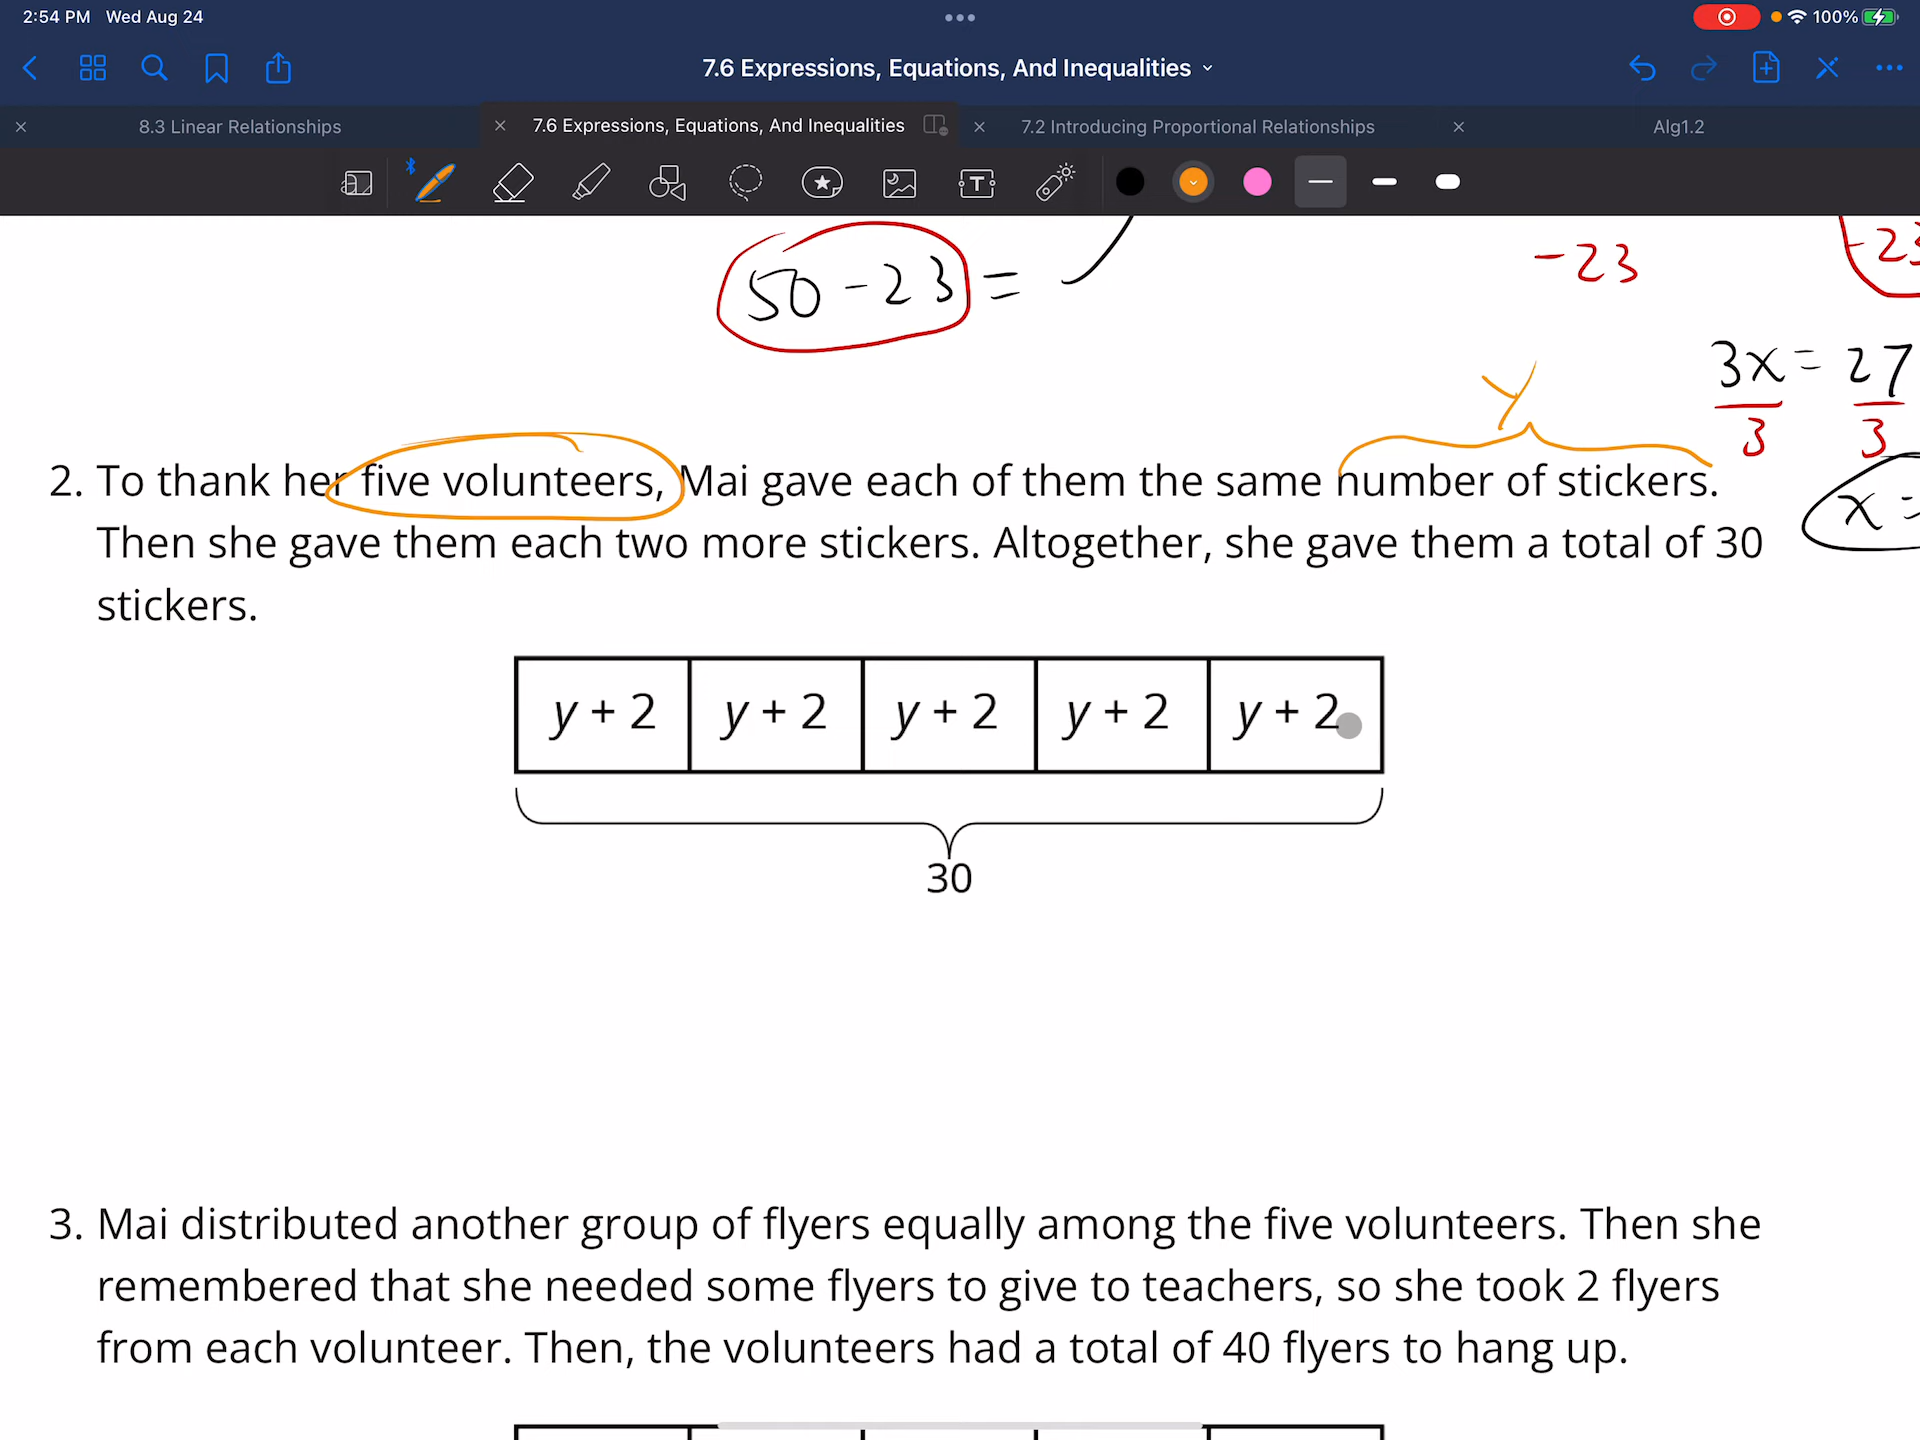 2:54 PM Wed Aug 24
100%
7.6 Expressions, Equations, And Inequalities
8.3 Linear Relationships
7.6 Expressions, Equations, And Inequalities
7.2 Introducing Proportional Relationships
Alg1.2
50 - 23 =
-23
-23
3x = 27
3 3
x =
y
2. To thank her five volunteers, Mai gave each of them the same number of stickers.
Then she gave them each two more stickers. Altogether, she gave them a total of 30
stickers.
y + 2 y + 2 y + 2 y + 2 y + 2
30
3. Mai distributed another group of flyers equally among the five volunteers. Then she
remembered that she needed some flyers to give to teachers, so she took 2 flyers
from each volunteer. Then, the volunteers had a total of 40 flyers to hang up.